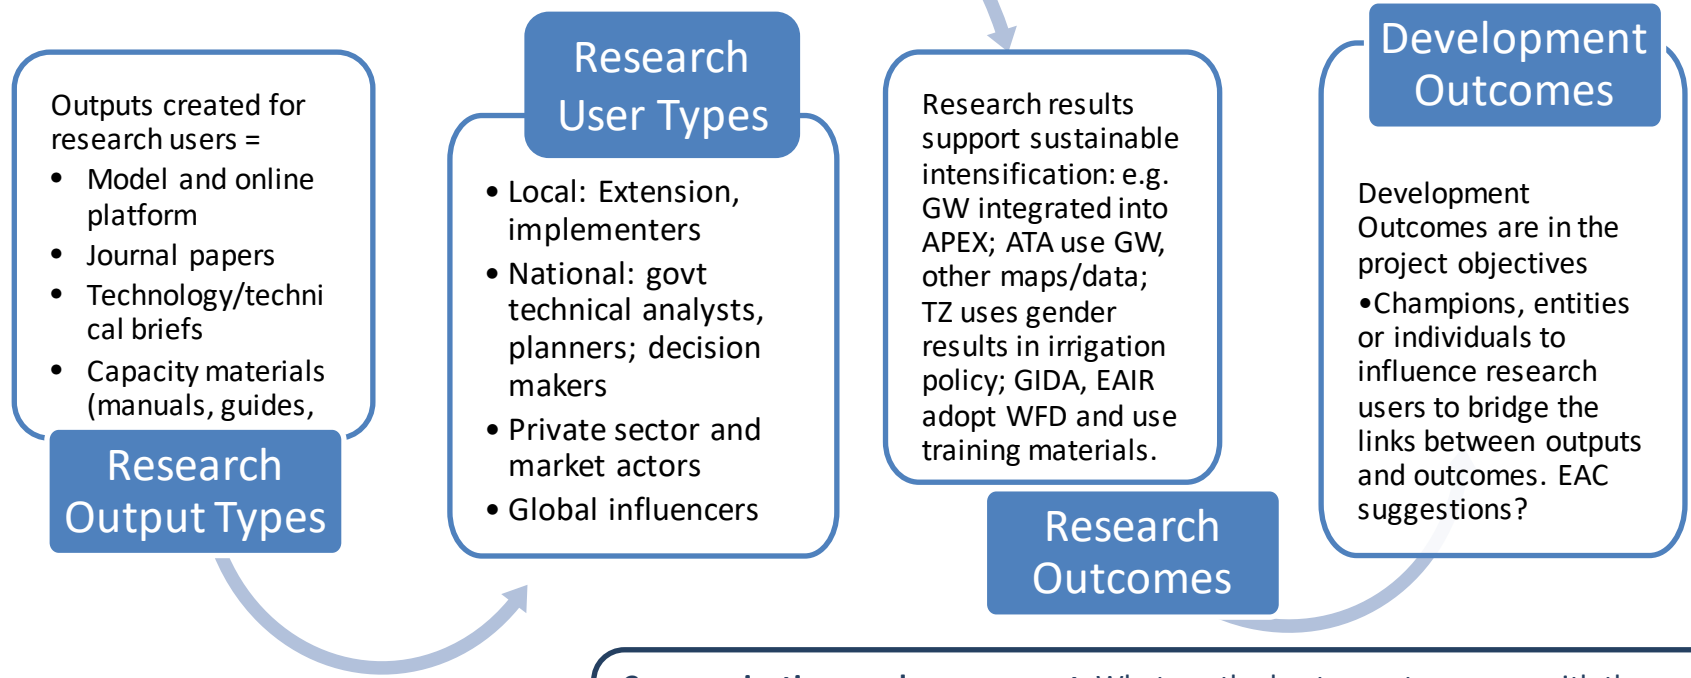 Outputs created for
research users =
• Model and online
platform
• Journal papers
• Technology/techni
cal briefs
• Capacity materials
(manuals, guides,
Research
Output Types
Research
User Types
• Local: Extension,
implementers
• National: govt
technical analysts,
planners; decision
makers
• Private sector and
market actors
• Global influencers
Research results
support sustainable
intensification: e.g.
GW integrated into
APEX; ATA use GW,
other maps/data;
TZ uses gender
results in irrigation
policy; GIDA, EAIR
adopt WFD and use
training materials.
Research
Outcomes
Development
Outcomes
Development
Outcomes are in the
project objectives
•Champions, entities
or individuals to
influence research
users to bridge the
links between outputs
and outcomes. EAC
suggestions?